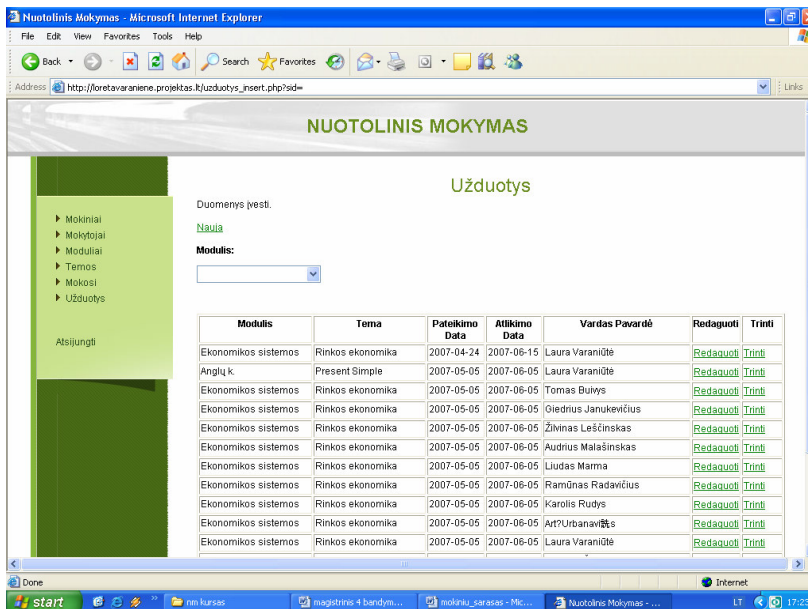 Nuotolinis Mokymas - Microsoft Internet Explorer
File Edit View Favorites Tools Help
Back Search Favorites
Address http://loretavaraniene.projektas.lt/uzduotys_insert.php?sid= Links
NUOTOLINIS MOKYMAS
Užduotys
Duomenys įvesti.
Nauja
Modulis:
Mokiniai
Mokytojai
Moduliai
Temos
Mokosi
Užduotys
Atsijungti
Modulis Tema Pateikimo Data Atlikimo Data Vardas Pavardė Redaguoti Trinti
Ekonomikos sistemos Rinkos ekonomika 2007-04-24 2007-06-15 Laura Varaniūtė Redaguoti Trinti
Anglų k. Present Simple 2007-05-05 2007-06-05 Laura Varaniūtė Redaguoti Trinti
Ekonomikos sistemos Rinkos ekonomika 2007-05-05 2007-06-05 Tomas Buivys Redaguoti Trinti
Ekonomikos sistemos Rinkos ekonomika 2007-05-05 2007-06-05 Giedrius Janukevičius Redaguoti Trinti
Ekonomikos sistemos Rinkos ekonomika 2007-05-05 2007-06-05 Žilvinas Leščinskas Redaguoti Trinti
Ekonomikos sistemos Rinkos ekonomika 2007-05-05 2007-06-05 Audrius Malašinskas Redaguoti Trinti
Ekonomikos sistemos Rinkos ekonomika 2007-05-05 2007-06-05 Liudas Marma Redaguoti Trinti
Ekonomikos sistemos Rinkos ekonomika 2007-05-05 2007-06-05 Ramūnas Radavičius Redaguoti Trinti
Ekonomikos sistemos Rinkos ekonomika 2007-05-05 2007-06-05 Karolis Rudys Redaguoti Trinti
Ekonomikos sistemos Rinkos ekonomika 2007-05-05 2007-06-05 Redaguoti Trinti
Ekonomikos sistemos Rinkos ekonomika 2007-05-05 2007-06-05 Laura Varaniūtė Redaguoti Trinti
Done Internet
start nm kursas magistrinis 4 bandym... mokiniu_sarasas - Mic... Nuotolinis Mokymas - ... LT